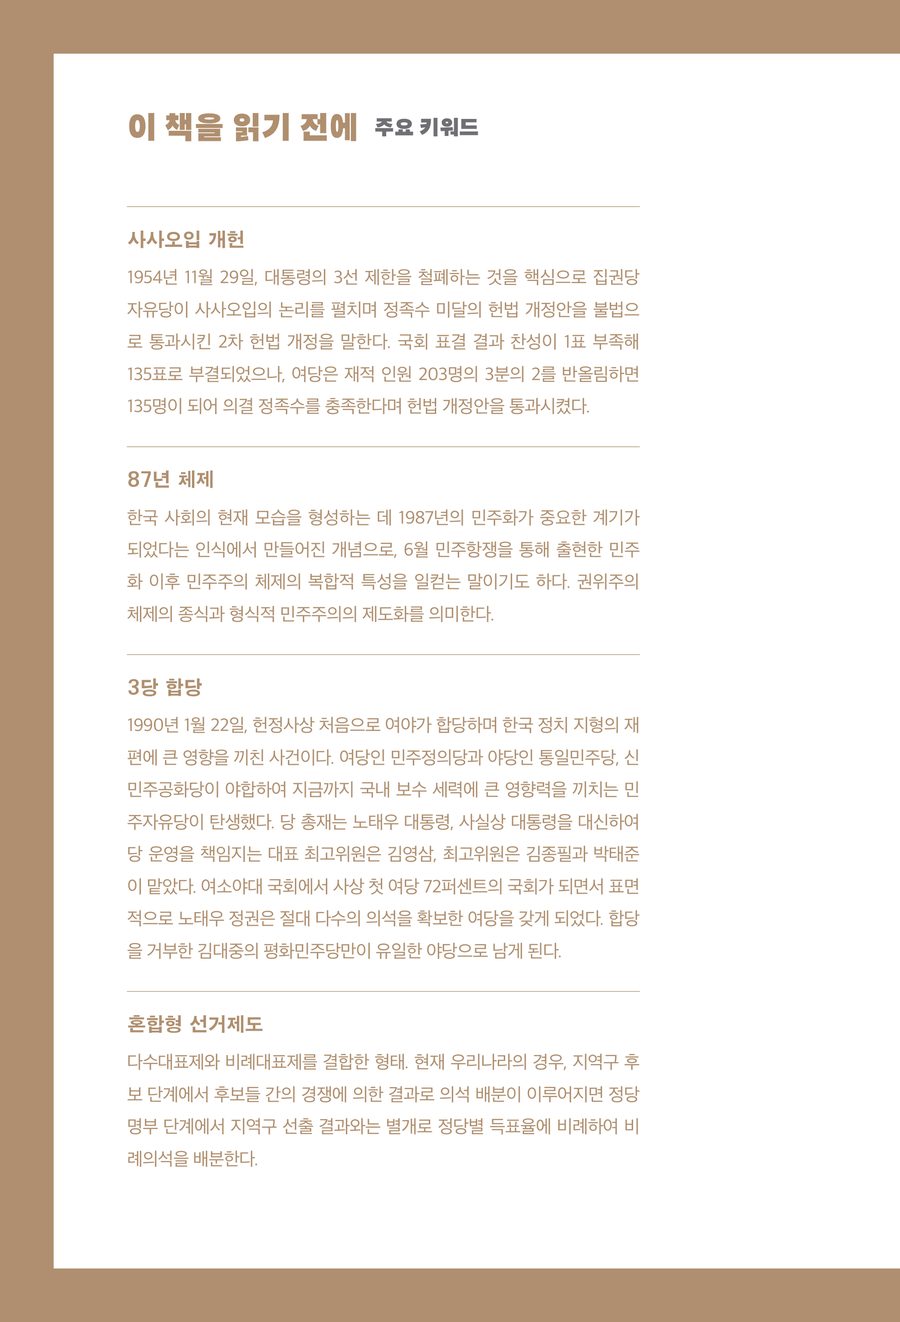 이 책을 읽기 전에 주요 키워드
사사오입 개헌
1954년 11월 29일, 대통령의 3선 제한을 철폐하는 것을 핵심으로 집권당
자유당이 사사오입의 논리를 펼치며 정족수 미달의 헌법 개정안을 불법으
로 통과시킨 2차 헌법 개정을 말한다. 국회 표결 결과 찬성이 1표 부족해
135표로 부결되었으나, 여당은 재적 인원 203명의 3분의 2를 반올림하면
135명이 되어 의결 정족수를 충족한다며 헌법 개정안을 통과시켰다.
87년 체제
한국 사회의 현재 모습을 형성하는 데 1987년의 민주화가 중요한 계기가
되었다는 인식에서 만들어진 개념으로, 6월 민주항쟁을 통해 출현한 민주
화 이후 민주주의 체제의 복합적 특성을 일컫는 말이기도 하다. 권위주의
체제의 종식과 형식적 민주주의의 제도화를 의미한다.
3당 합당
1990년 1월 22일, 헌정사상 처음으로 여야가 합당하며 한국 정치 지형의 재
편에 큰 영향을 끼친 사건이다. 여당인 민주정의당과 야당인 통일민주당, 신
민주공화당이 야합하여 지금까지 국내 보수 세력에 큰 영향력을 끼치는 민
주자유당이 탄생했다. 당 총재는 노태우 대통령, 사실상 대통령을 대신하여
당 운영을 책임지는 대표 최고위원은 김영삼, 최고위원은 김종필과 박태준
이 맡았다. 여소야대 국회에서 사상 첫 여당 72퍼센트의 국회가 되면서 표면
적으로 노태우 정권은 절대 다수의 의석을 확보한 여당을 갖게 되었다. 합당
을 거부한 김대중의 평화민주당만이 유일한 야당으로 남게 된다.
혼합형 선거제도
다수대표제와 비례대표제를 결합한 형태. 현재 우리나라의 경우, 지역구 후
보 단계에서 후보들 간의 경쟁에 의한 결과로 의석 배분이 이루어지면 정당
명부 단계에서 지역구 선출 결과와는 별개로 정당별 득표율에 비례하여 비
례의석을 배분한다.